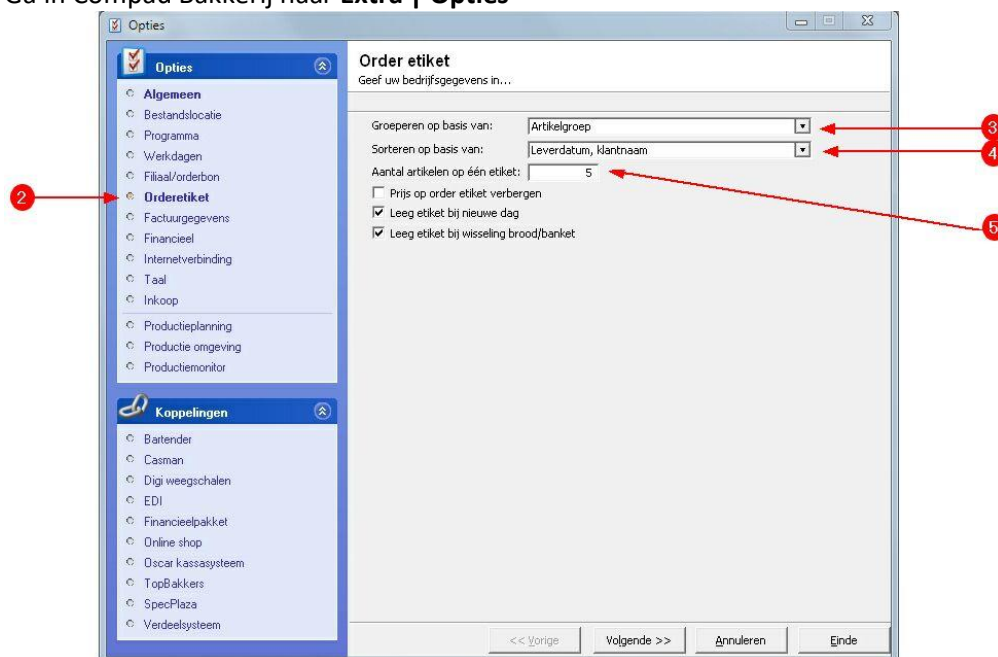 Ga in Compad Bakkerij naar Extra | Opties
Opties
Opties
Algemeen
Bestandslocatie
Programma
Werkdagen
Filiaal/orderbon
2
Orderetiket
Factuurgegevens
Financieel
Internetverbinding
Taal
Inkoop
Productieplanning
Productie omgeving
Productiemonitor
Koppelingen
Bartender
Casman
Digi weegschalen
EDI
Financieelpakket
Online shop
Oscar kassasysteem
TopBakkers
SpecPlaza
Verdeelsysteem
Order etiket
Geef uw bedrijfsgegevens in...
Groeperen op basis van: Artikelgroep
3
Sorteren op basis van: Leverdatum, klantnaam
4
Aantal artikelen op één etiket: 5
5
Prijs op order etiket verbergen
Leeg etiket bij nieuwe dag
Leeg etiket bij wisseling brood/banket
<< Vorige
Volgende >>
Annuleren
Einde